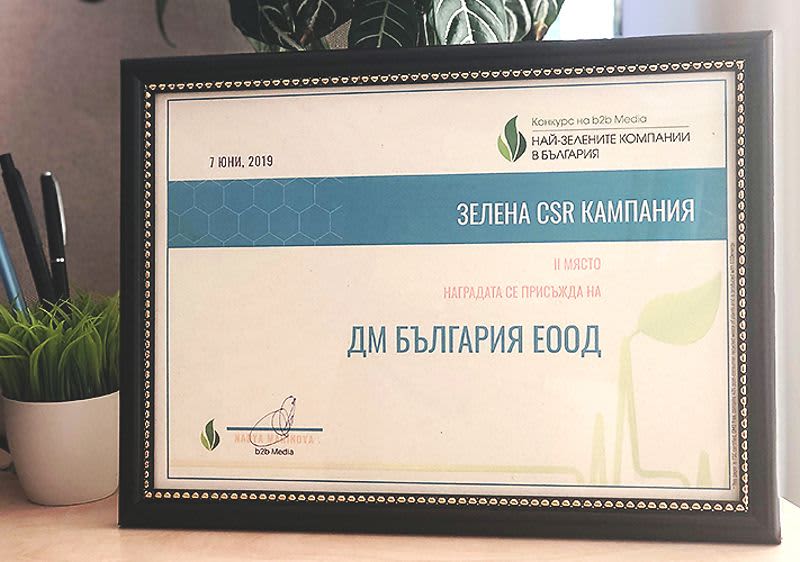 Конкурс на b2b Media
НАЙ-ЗЕЛЕНИТЕ КОМПАНИИ
В БЪЛГАРИЯ
7 ЮНИ, 2019
ЗЕЛЕНА CSR КАМПАНИЯ
II МЯСТО
НАГРАДАТА СЕ ПРИСЪЖДА НА
ДМ БЪЛГАРИЯ ЕООД
MARINOVA
b2b Media